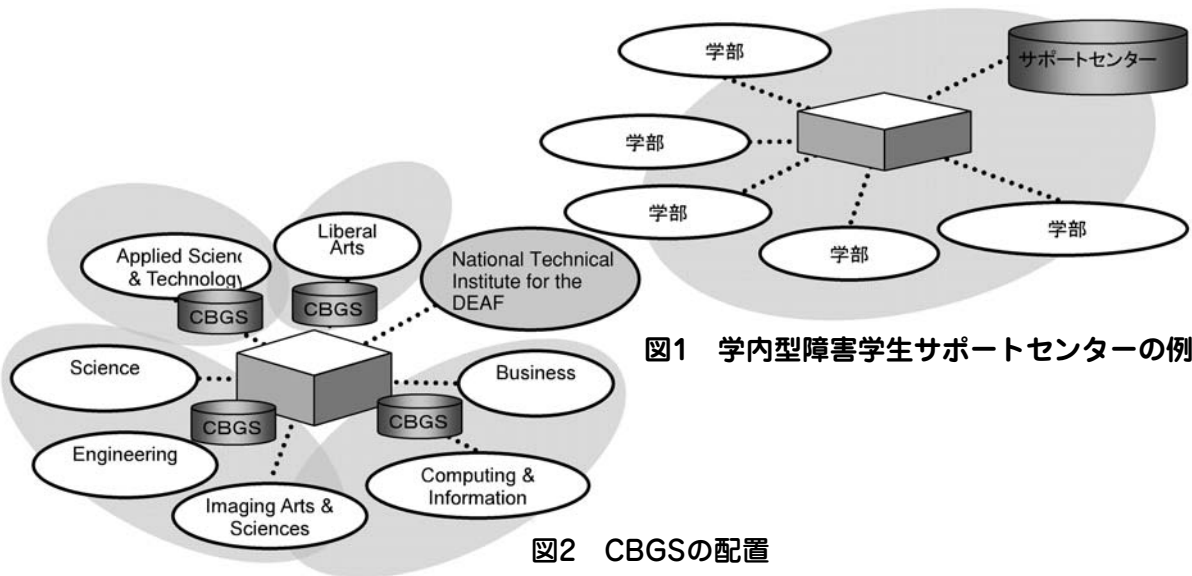 学部
サポートセンター
学部
学部
学部
学部
図1 学内型障害学生サポートセンターの例
Liberal
Arts
Applied Scienc
& Technology
National Technical
Institute for the
DEAF
CBGS
CBGS
Science
Business
CBGS
CBGS
Engineering
Computing &
Information
Imaging Arts &
Sciences
図2 CBGSの配置